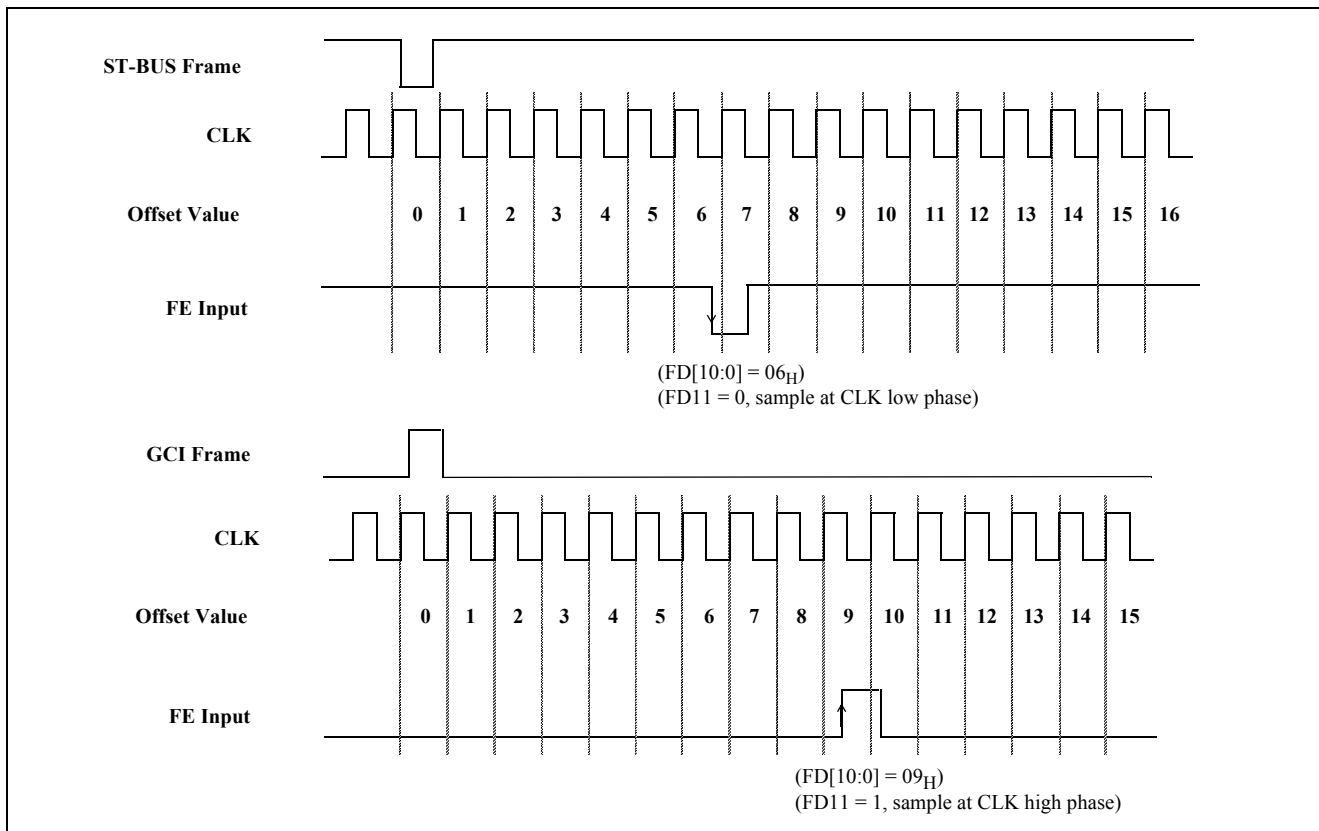 ST-BUS Frame
CLK
Offset Value 0 1 2 3 4 5 6 7 8 9 10 11 12 13 14 15 16
FE Input
(FD[10:0] = 06H)
(FD11 = 0, sample at CLK low phase)
GCI Frame
CLK
Offset Value 0 1 2 3 4 5 6 7 8 9 10 11 12 13 14 15
FE Input
(FD[10:0] = 09H)
(FD11 = 1, sample at CLK high phase)